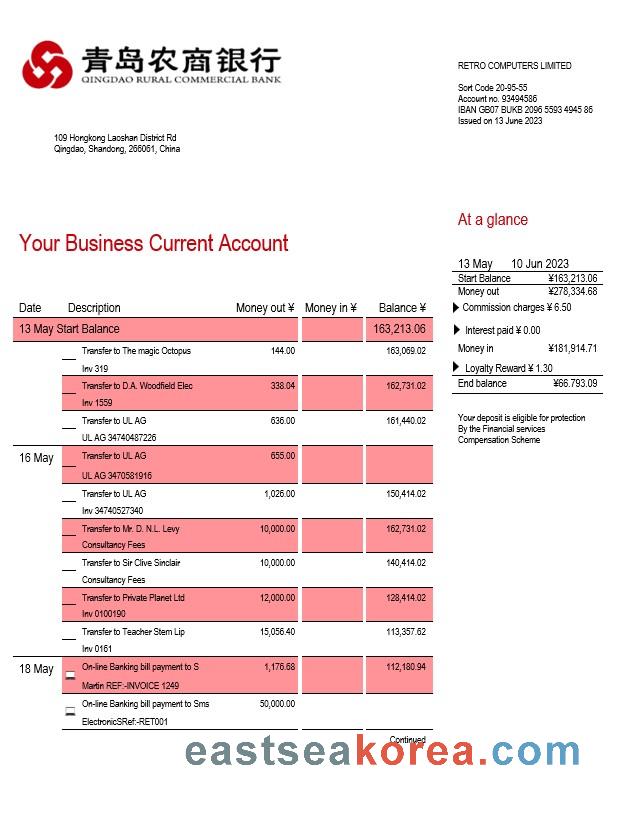 青岛农商银行
QINGDAO RURAL COMMERCIAL BANK
109 Hongkong Laoshan District Rd
Qingdao, Shandong, 266061, China
RETRO COMPUTERS LIMITED
Sort Code 20-95-55
Account no. 93494586
IBAN GB07 BUKB 2096 5593 4945 86
Issued on 13 June 2023
Your Business Current Account
At a glance
13 May 10 Jun 2023
Start Balance ¥163,213.06
Money out ¥278,334.68
Commission charges ¥ 6.50
Interest paid ¥ 0.00
Money in ¥181,914.71
Loyalty Reward ¥ 1.30
End balance ¥66.793.09
Your deposit is eligible for protection
By the Financial services
Compensation Scheme
Date Description Money out ¥ Money in ¥ Balance ¥
13 May Start Balance 163,213.06
Transfer to The magic Octopus 144.00 163,069.02
Inv 319
Transfer to D.A. Woodfield Elec 338.04 162,731.02
Inv 1559
Transfer to UL AG 636.00 161,440.02
UL AG 34740487226
16 May Transfer to UL AG 655.00
UL AG 3470581916
Transfer to UL AG 1,026.00 150,414.02
Inv 34740527340
Transfer to Mr. D. N.L. Levy 10,000.00 162,731.02
Consultancy Fees
Transfer to Sir Clive Sinclair 10,000.00 140,414.02
Consultancy Fees
Transfer to Private Planet Ltd 12,000.00 128,414.02
Inv 0100190
Transfer to Teacher Stem Lip 15,056.40 113,357.62
Inv 0161
18 May On-line Banking bill payment to S 1,176.68 112,180.94
Martin REF:-INVOICE 1249
On-line Banking bill payment to Sms 50,000.00
ElectronicSRef:-RET001
Continued
eastseakorea.com